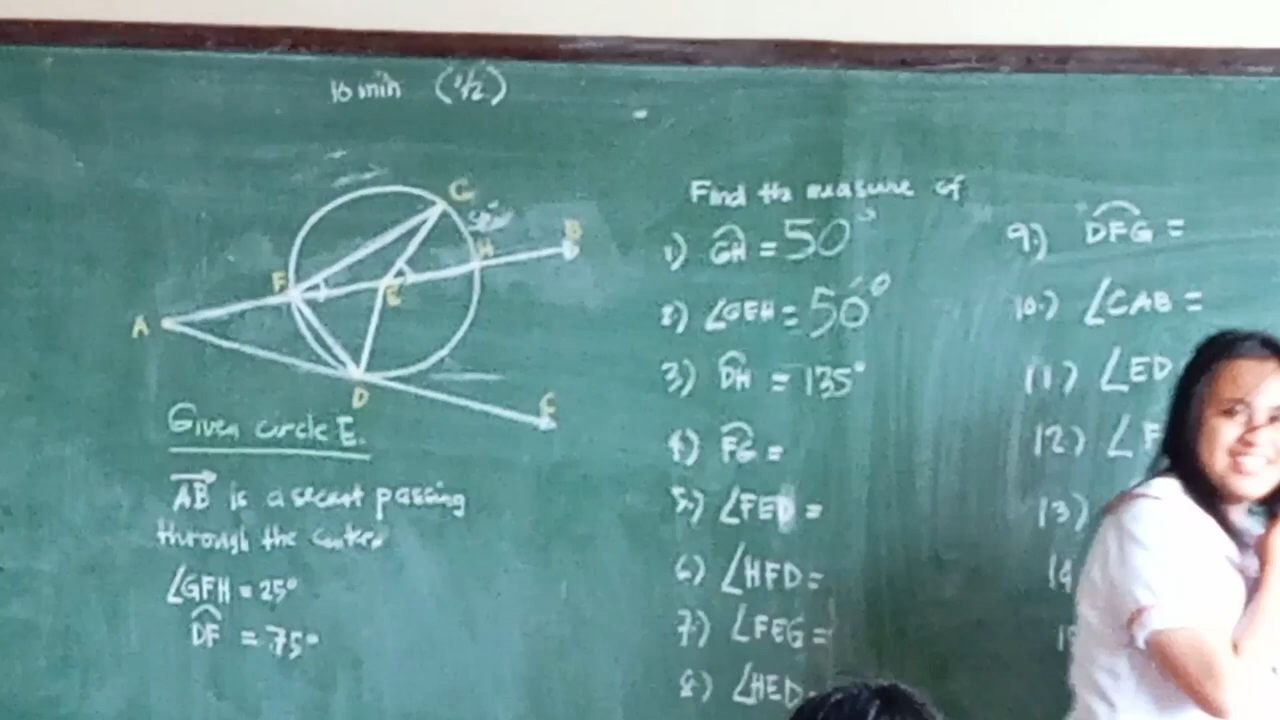 10 min (1/2)
G
50°
B
H
F
E
A
D
C
Given circle E.
AB is a secant passing
through the center
∠GFH = 25°
DF = 75°
Find the measure of
1) GH = 50°
2) ∠GEH = 50°
3) DH = 135°
4) FG =
5.) ∠FED =
6) ∠HFD =
7.) ∠FEG =
8.) ∠HED
9.) DFG =
10.) ∠CAB =
11.) ∠ED
12.) ∠F
13)